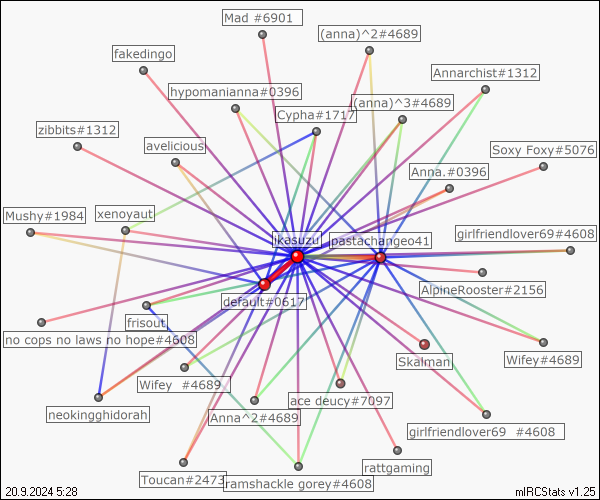 Mad #6901
(anna)^2#4689
fakedingo
Annarchist#1312
hypomanianna#0396
(anna)^3#4689
Cypha#1717
zibbits#1312
avelicious
Soxy Foxy#5076
Anna.#0396
Mushy#1984
xenoyaut
ikasuzu
pastachangeo41
girlfriendlover69#4608
default#0617
AlpineRooster#2156
frisout
no cops no laws no hope#4608
Skalman
Wifey#4689
Wifey #4689
ace deucy#7097
neokingghidorah
Anna^2#4689
girlfriendlover69 #4608
rattgaming
Toucan#2473
ramshackle gorey#4608
20.9.2024 5:28
mIRCStats v1.25